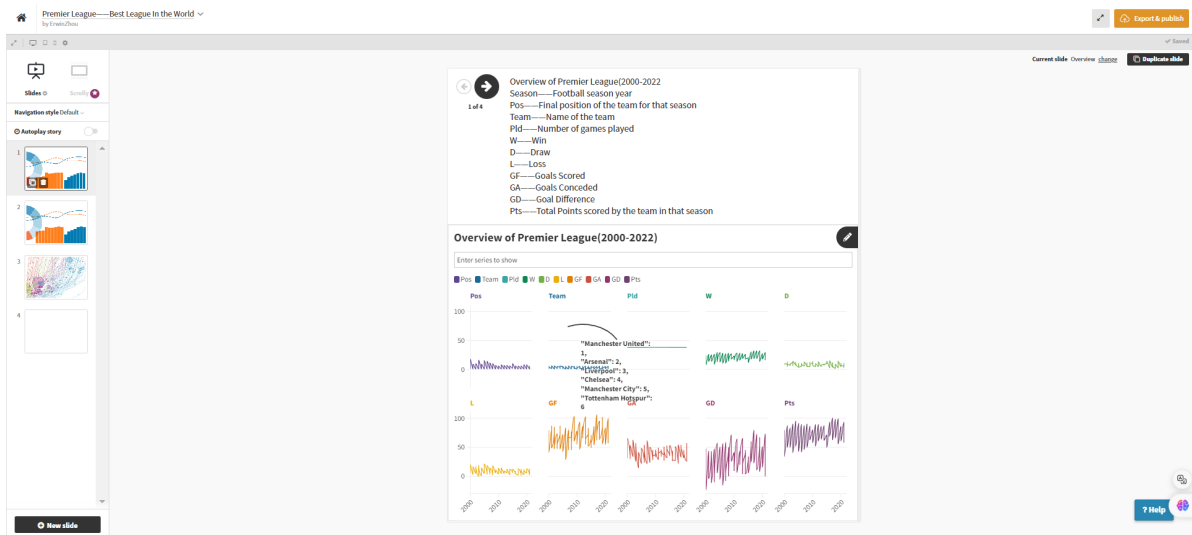 Premier League——Best League In the World
by ErwinZhou
Export & publish
Saved
Current slide Overview change
Duplicate slide
Slides
Scrolly
Navigation style Default
Autoplay story
1
2
3
4
New slide
1 of 4
Overview of Premier League(2000-2022
Season——Football season year
Pos——Final position of the team for that season
Team——Name of the team
Pld——Number of games played
W——Win
D——Draw
L——Loss
GF——Goals Scored
GA——Goals Conceded
GD——Goal Difference
Pts——Total Points scored by the team in that season
Overview of Premier League(2000-2022)
Enter series to show
Pos Team Pld W D L GF GA GD Pts
Pos Team Pld W D
100
50
0
"Manchester United":
1,
"Arsenal": 2,
"Liverpool": 3,
"Chelsea": 4,
"Manchester City": 5,
"Tottenham Hotspur":
6
L GF GA GD Pts
100
50
0
2000 2010 2020 2000 2010 2020 2000 2010 2020 2000 2010 2020 2000 2010 2020
? Help